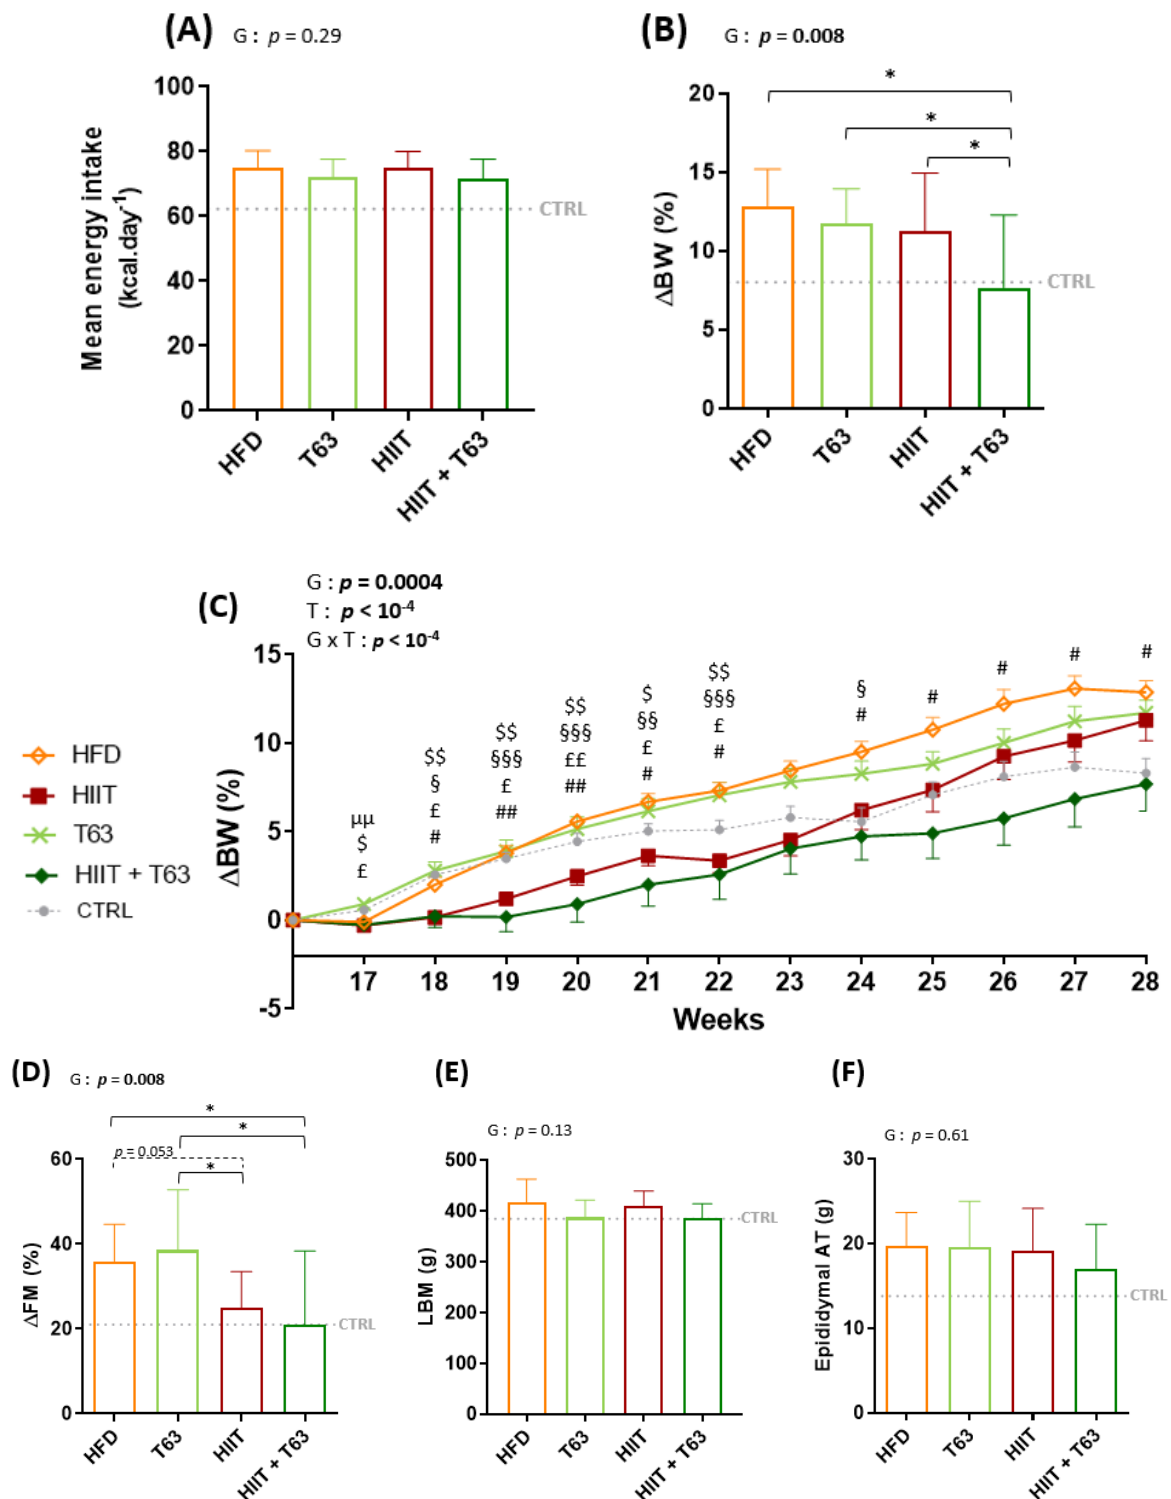 (A) G : p = 0.29
Mean energy intake
(kcal.day⁻¹)
100
80
60
40
20
0
CTRL
HFD
T63
HIIT
HIIT + T63
(B) G : p = 0.008
ΔBW (%)
20
15
10
5
0
*
*
*
CTRL
HFD
T63
HIIT
HIIT + T63
(C)
G : p = 0.0004
T : p < 10⁻⁴
G x T : p < 10⁻⁴
HFD
HIIT
T63
HIIT + T63
CTRL
ΔBW (%)
15
10
5
0
-5
µµ
$
£
$$
§
£
#
$$
§§§
£
##
$$
§§§
££
##
$
§§
£
#
$$
§§§
£
#
§
#
#
#
#
#
17 18 19 20 21 22 23 24 25 26 27 28
Weeks
(D) G : p = 0.008
ΔFM (%)
60
40
20
0
*
*
p = 0.053
*
CTRL
HFD
T63
HIIT
HIIT + T63
(E)
G : p = 0.13
LBM (g)
500
400
300
200
100
0
CTRL
HFD
T63
HIIT
HIIT + T63
(F)
G : p = 0.61
Epididymal AT (g)
30
20
10
0
CTRL
HFD
T63
HIIT
HIIT + T63